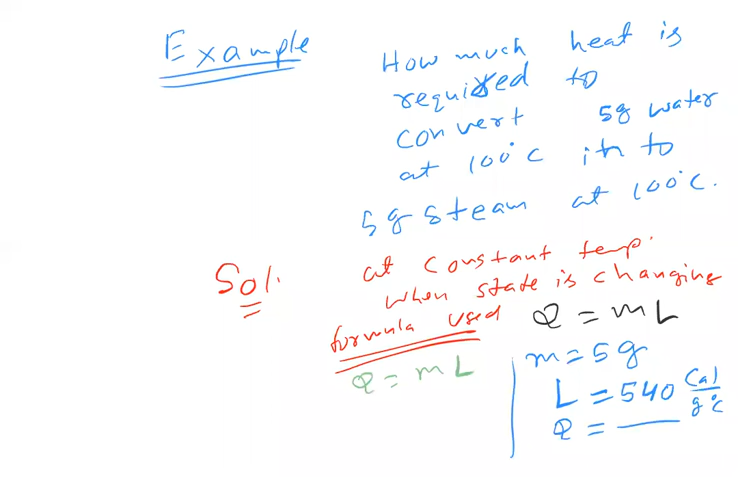 Example
How much heat is
required to
convert 5g water
at 100°C in to
5g steam at 100°C.
Sol:
at constant temp.
when state is changing
formula used
Q = mL
Q = mL
m = 5g
L = 540 Cal/g°C
Q = __